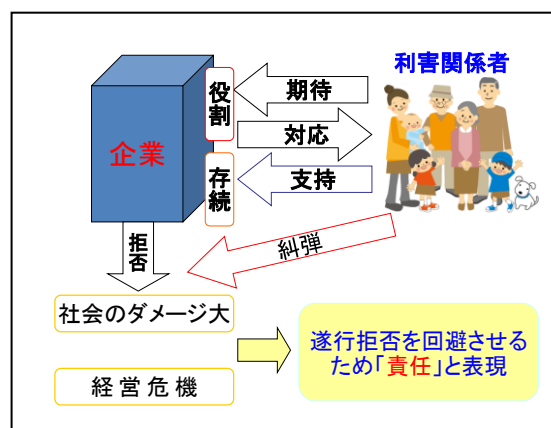 利害関係者
企業
役割
期待
対応
存続
支持
拒否
糾弾
社会のダメージ大
経営危機
遂行拒否を回避させる
ため「責任」と表現